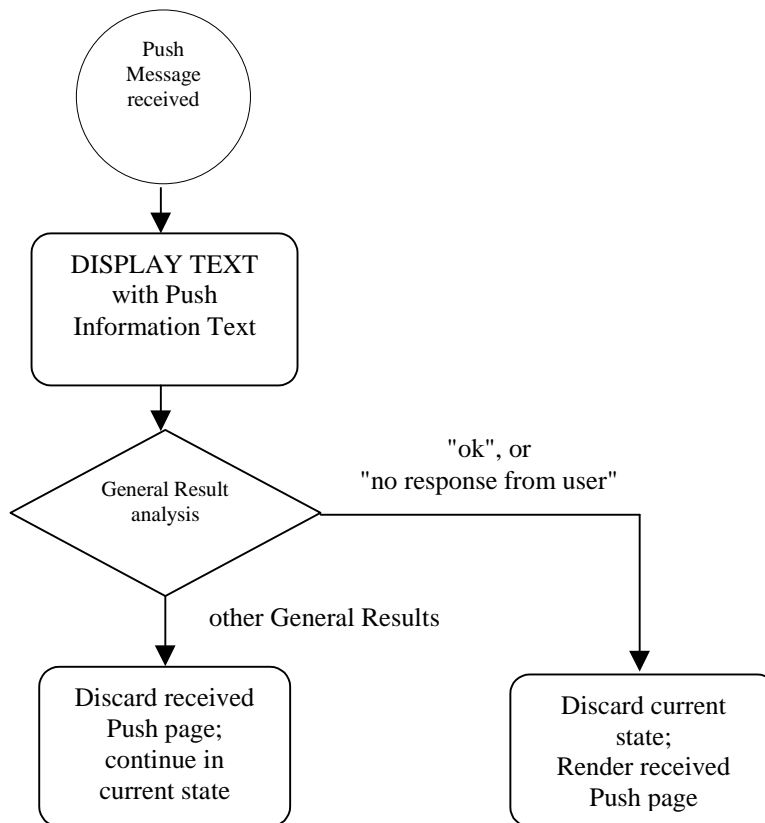 Push
Message
received
DISPLAY TEXT
with Push
Information Text
General Result
analysis
"ok", or
"no response from user"
other General Results
Discard received
Push page;
continue in
current state
Discard current
state;
Render received
Push page